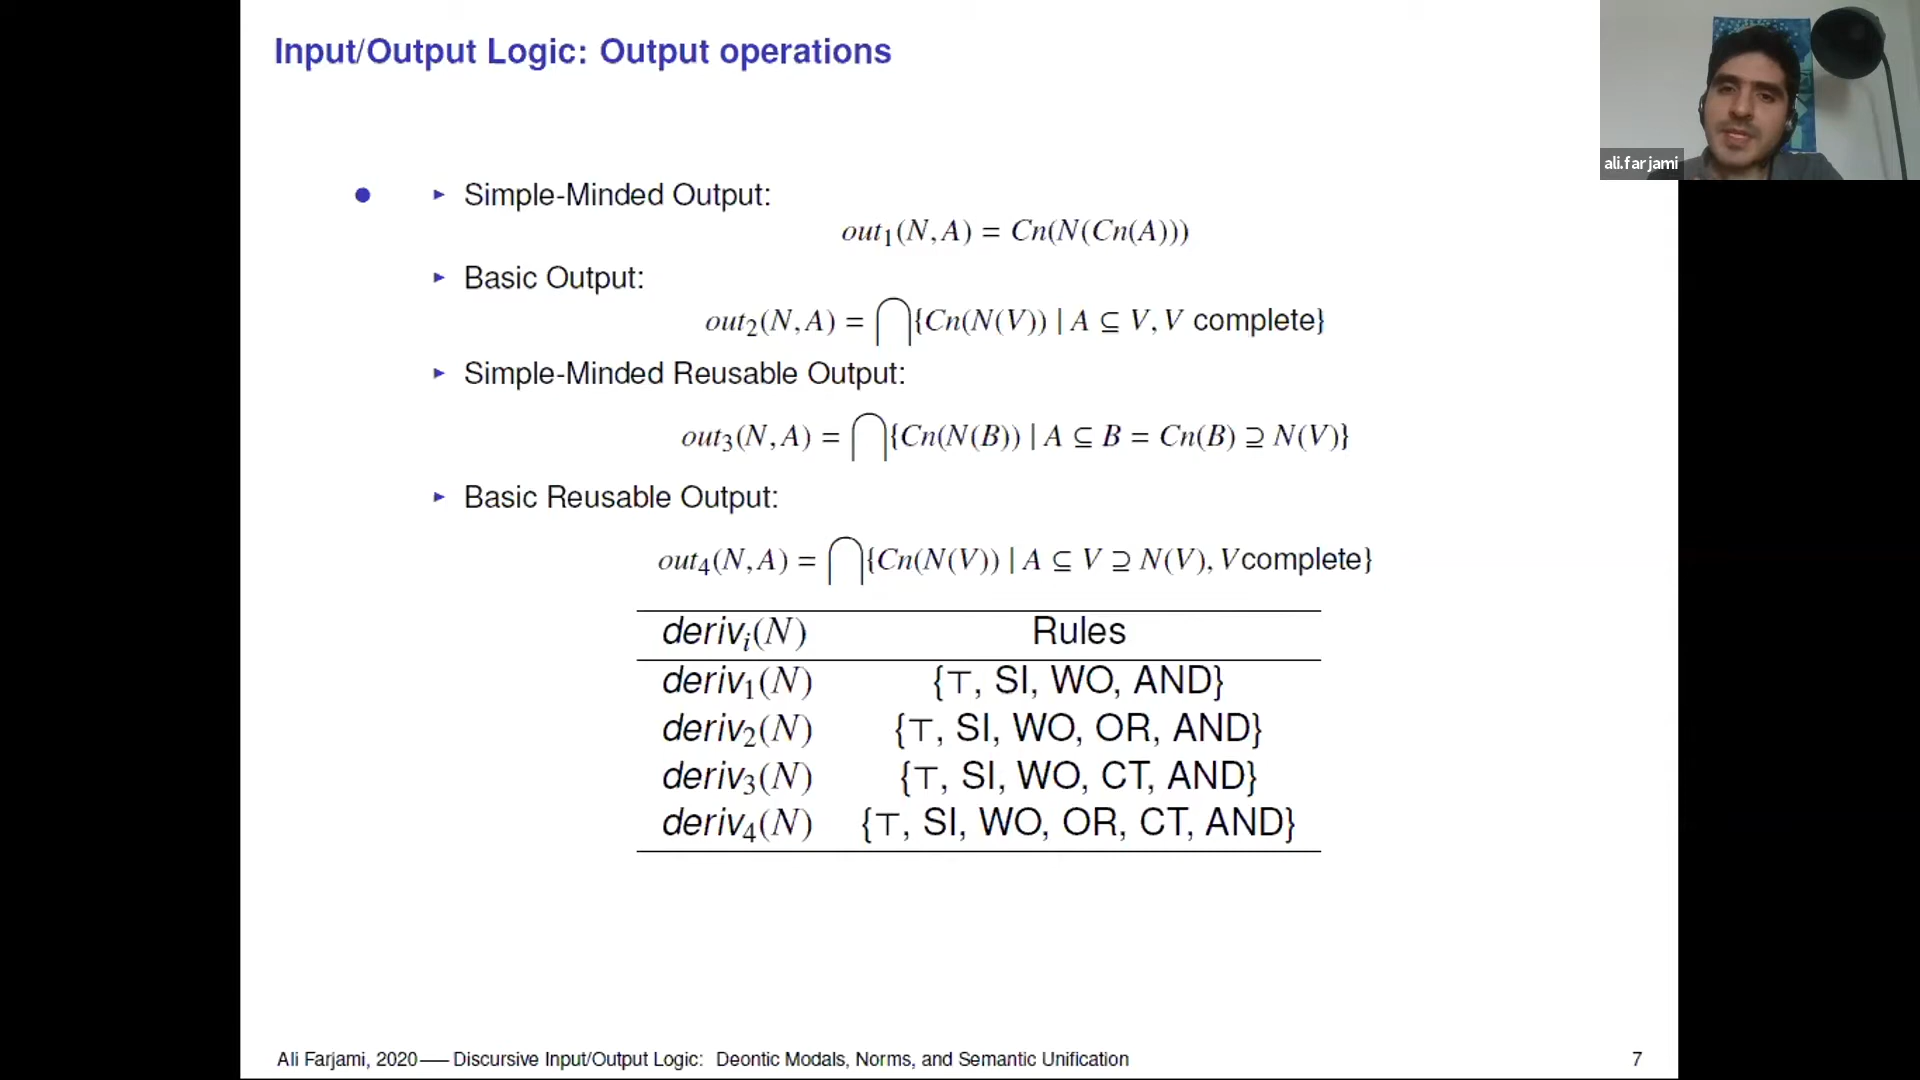 Input/Output Logic: Output operations
ali.farjami
● ▶ Simple-Minded Output:
out₁(N,A) = Cn(N(Cn(A)))
▶ Basic Output:
out₂(N,A) = ⋂{Cn(N(V)) | A ⊆ V, V complete}
▶ Simple-Minded Reusable Output:
out₃(N,A) = ⋂{Cn(N(B)) | A ⊆ B = Cn(B) ⊇ N(V)}
▶ Basic Reusable Output:
out₄(N,A) = ⋂{Cn(N(V)) | A ⊆ V ⊇ N(V), Vcomplete}
derivᵢ(N) Rules
deriv₁(N) {⊤, SI, WO, AND}
deriv₂(N) {⊤, SI, WO, OR, AND}
deriv₃(N) {⊤, SI, WO, CT, AND}
deriv₄(N) {⊤, SI, WO, OR, CT, AND}
Ali Farjami, 2020—— Discursive Input/Output Logic: Deontic Modals, Norms, and Semantic Unification 7